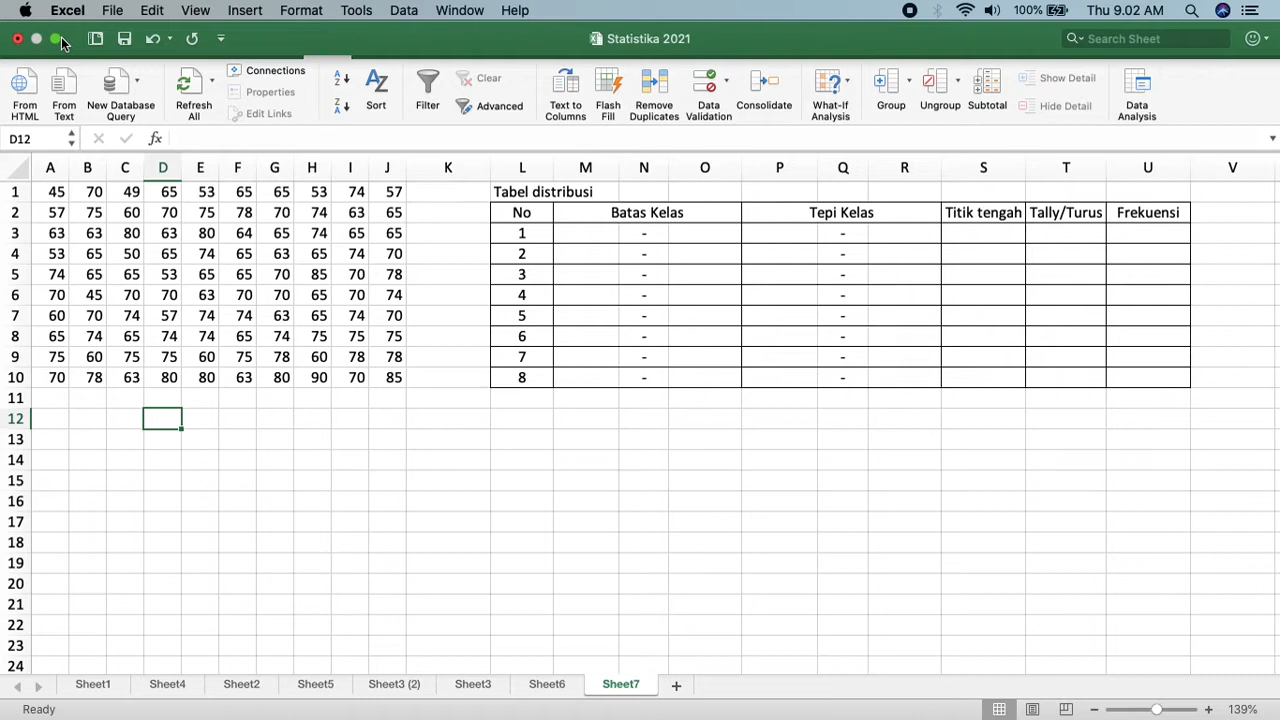 Excel File Edit View Insert Format Tools Data Window Help 100% Thu 9.02 AM
Statistika 2021 Search Sheet
From HTML From Text New Database Query Refresh All Connections Properties Edit Links Sort Filter Clear Advanced Text to Columns Flash Fill Remove Duplicates Data Validation Consolidate What-If Analysis Group Ungroup Subtotal Show Detail Hide Detail Data Analysis
D12 fx
A B C D E F G H I J K L M N O P Q R S T U V
1 45 70 49 65 53 65 65 53 74 57 Tabel distribusi
2 57 75 60 70 75 78 70 74 63 65 No Batas Kelas Tepi Kelas Titik tengah Tally/Turus Frekuensi
3 63 63 80 63 80 64 65 74 65 65 1 - -
4 53 65 50 65 74 65 63 65 74 70 2 - -
5 74 65 65 53 65 65 70 85 70 78 3 - -
6 70 45 70 70 63 70 70 65 70 74 4 - -
7 60 70 74 57 74 74 63 65 74 70 5 - -
8 65 74 65 74 74 65 74 75 75 75 6 - -
9 75 60 75 75 60 75 78 60 78 78 7 - -
10 70 78 63 80 80 63 80 90 70 85 8 - -
11
12
13
14
15
16
17
18
19
20
21
22
23
24
Sheet1 Sheet4 Sheet2 Sheet5 Sheet3 (2) Sheet3 Sheet6 Sheet7 +
Ready 139%